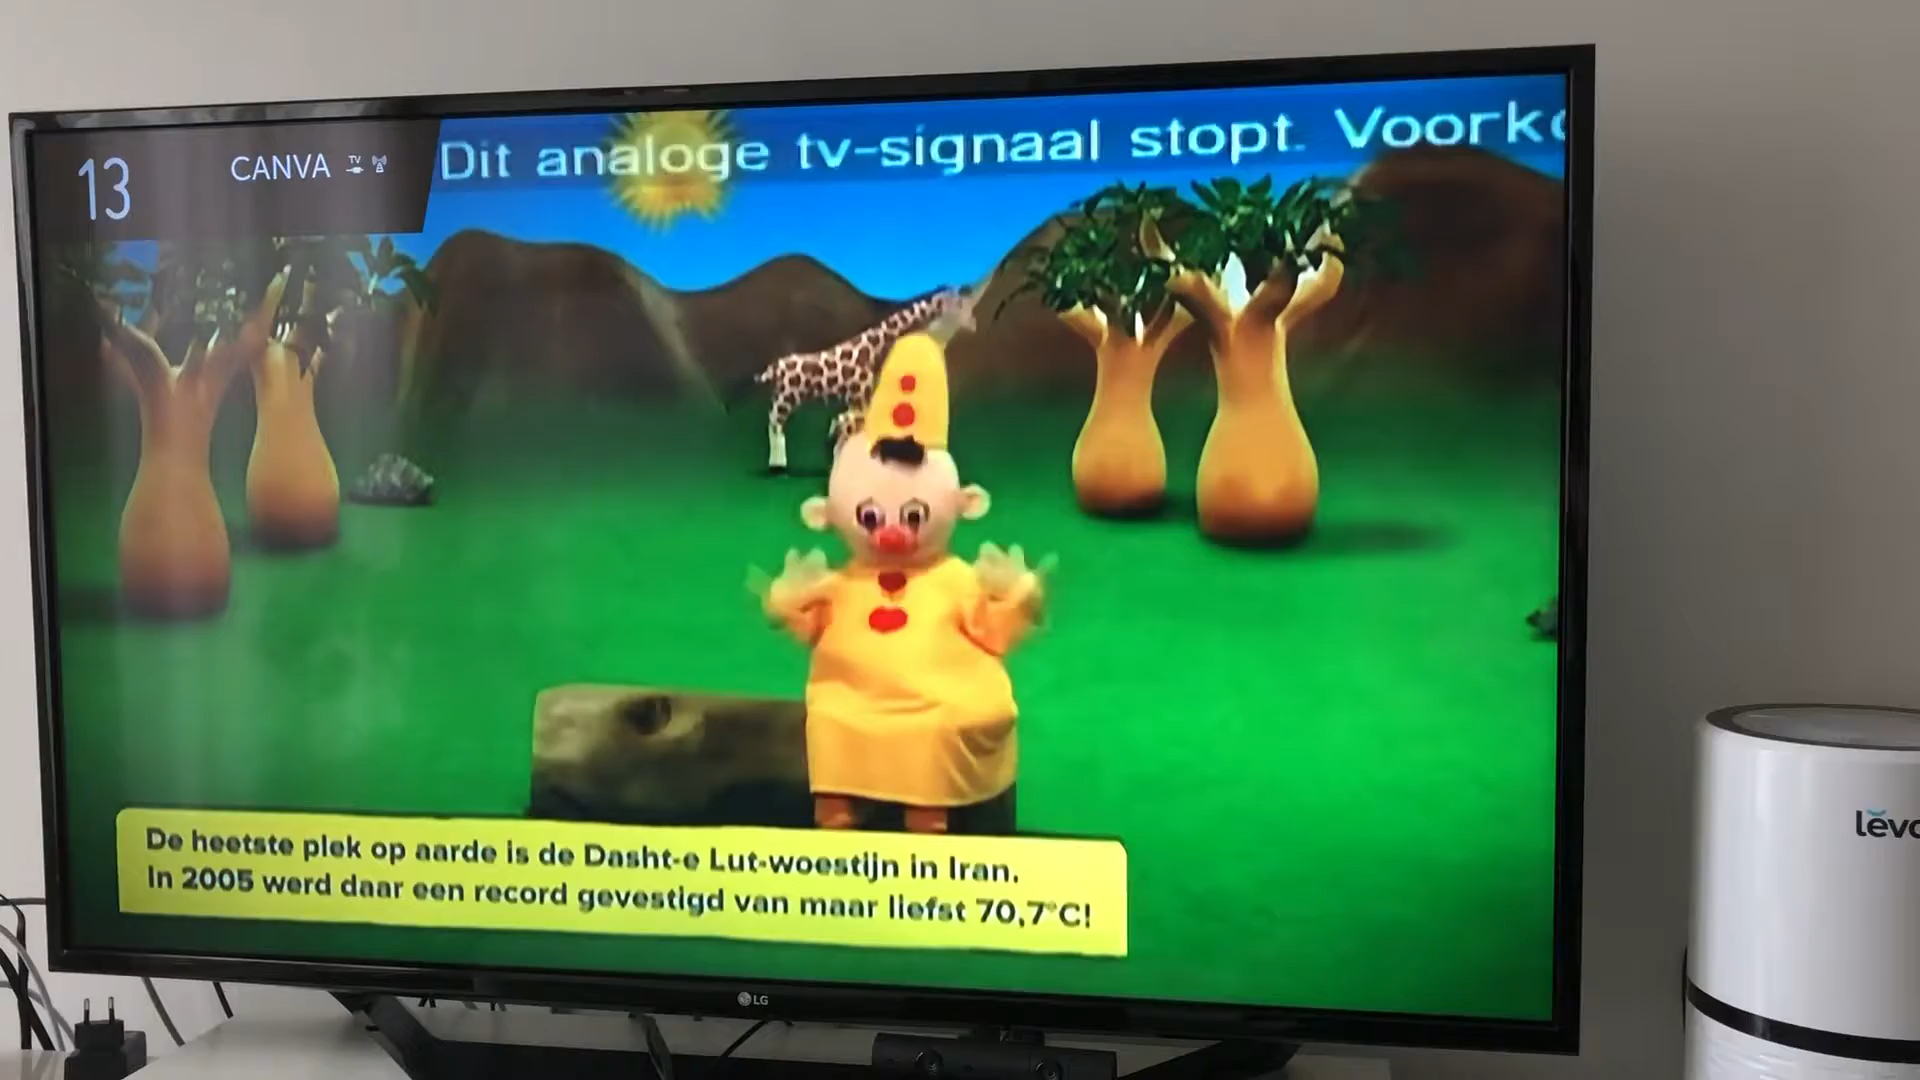 13
CANVA
TV
Dit analoge tv-signaal stopt. Voork
De heetste plek op aarde is de Dasht-e Lut-woestijn in Iran.
In 2005 werd daar een record gevestigd van maar liefst 70,7°C!
LG